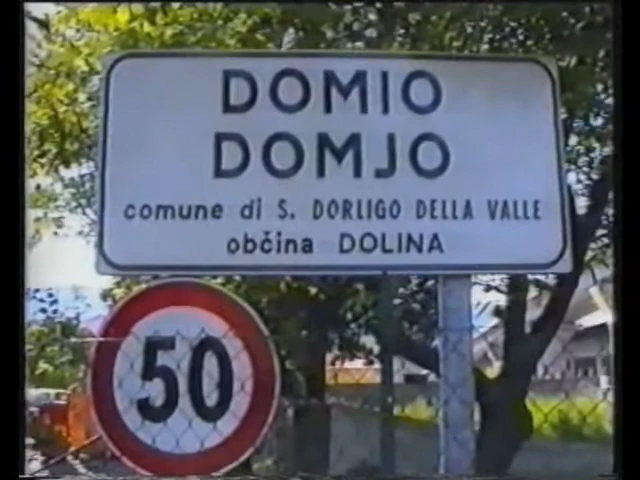 DOMIO
DOMJO
comune di S. DORLIGO DELLA VALLE
občina DOLINA
50